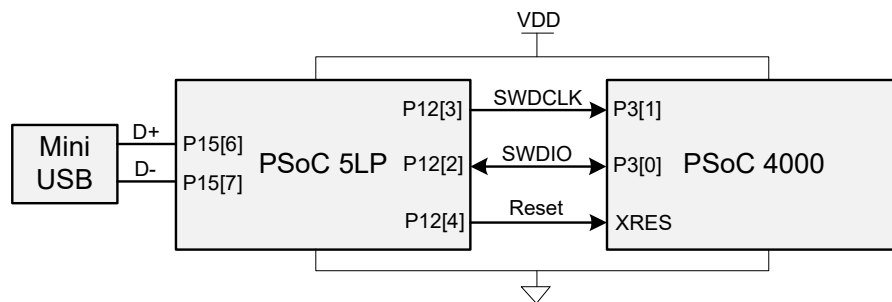 VDD
Mini
USB
D+
D-
P15[6]
P15[7]
PSoC 5LP
P12[3]
P12[2]
P12[4]
SWDCLK
SWDIO
Reset
P3[1]
P3[0]
XRES
PSoC 4000